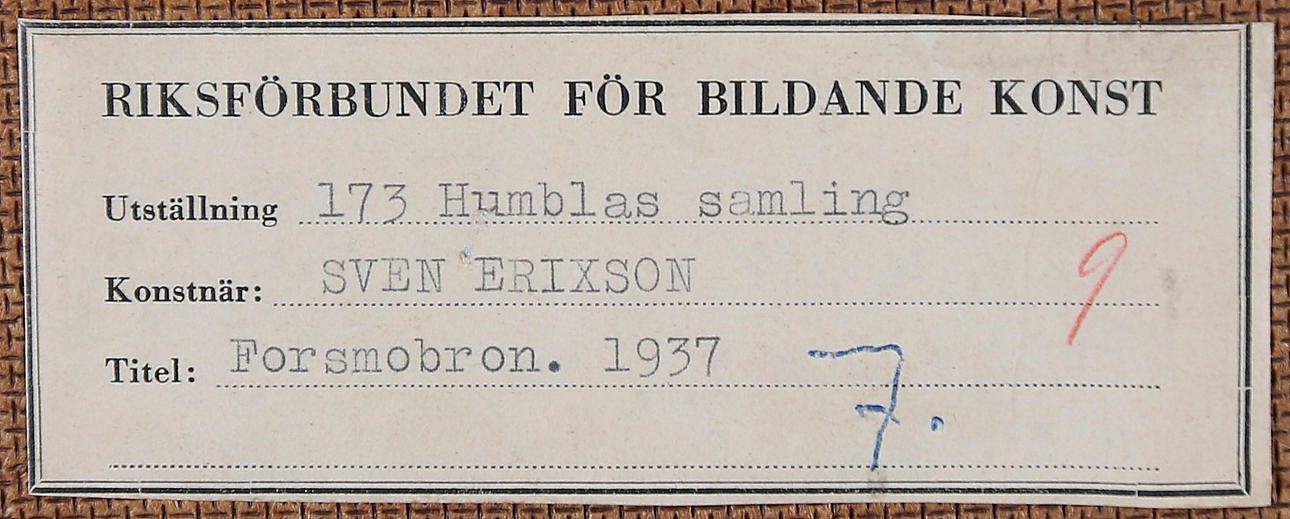 RIKSFÖRBUNDET FÖR BILDANDE KONST
Utställning 173 Humblas samling
Konstnär: SVEN ERIXSON
9
Titel: Forsmobron. 1937
7.